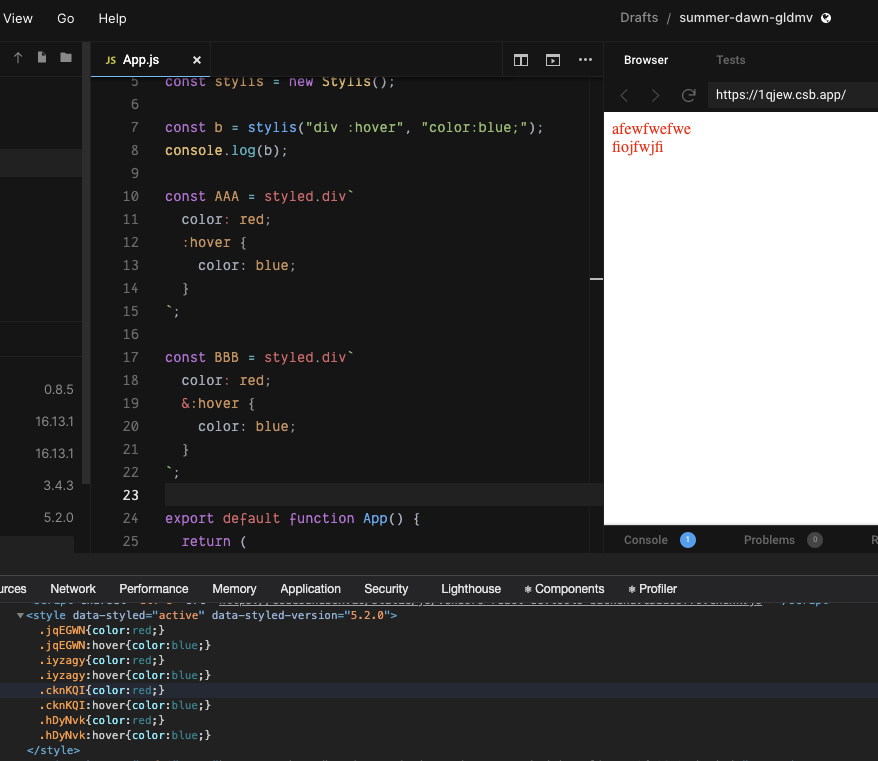 View Go Help
Drafts / summer-dawn-gldmv
JS App.js ×
Browser Tests
https://1qjew.csb.app/
afewfwefwe
fiojfwjfi
5 const stylis = new Stylis();
6
7 const b = stylis("div :hover", "color:blue;");
8 console.log(b);
9
10 const AAA = styled.div`
11 color: red;
12 :hover {
13 color: blue;
14 }
15 `;
16
17 const BBB = styled.div`
18 color: red;
19 &:hover {
20 color: blue;
21 }
22 `;
23
24 export default function App() {
25 return (
0.8.5
16.13.1
16.13.1
3.4.3
5.2.0
Console 1 Problems 0 R
urces Network Performance Memory Application Security Lighthouse Components Profiler
<style data-styled="active" data-styled-version="5.2.0">
.jqEGWN{color:red;}
.jqEGWN:hover{color:blue;}
.iyzagy{color:red;}
.iyzagy:hover{color:blue;}
.cknKQI{color:red;}
.cknKQI:hover{color:blue;}
.hDyNvk{color:red;}
.hDyNvk:hover{color:blue;}
</style>